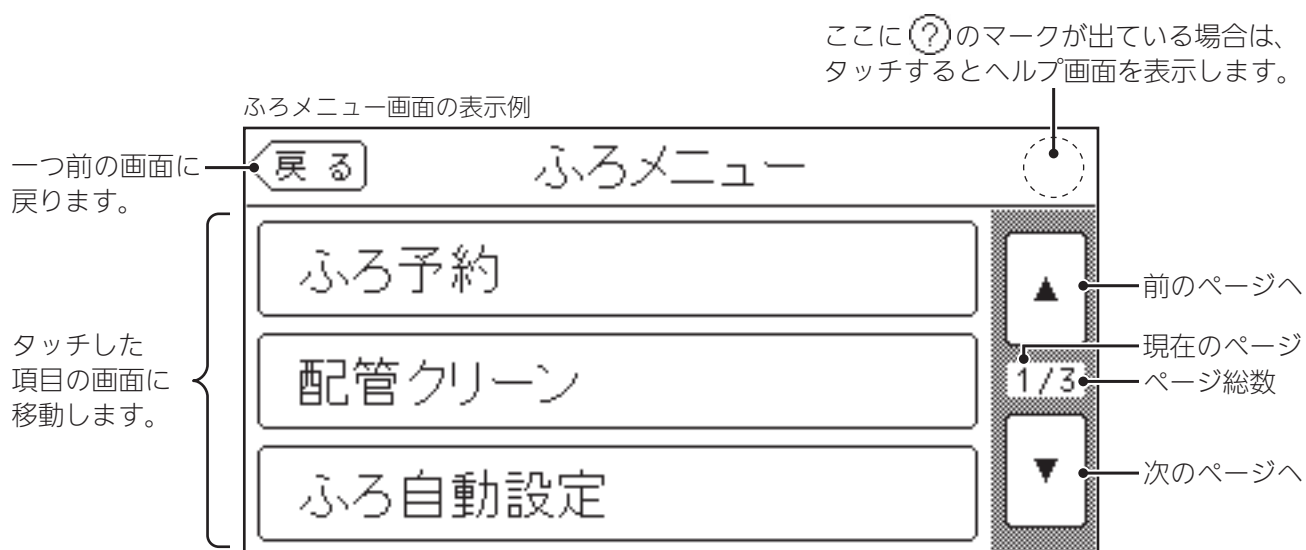 ここに?のマークが出ている場合は、
タッチするとヘルプ画面を表示します。
ふろメニュー画面の表示例
一つ前の画面に
戻ります。
戻る
ふろメニュー
タッチした
項目の画面に
移動します。
ふろ予約
配管クリーン
ふろ自動設定
▲
前のページへ
現在のページ
1/3
ページ総数
▼
次のページへ